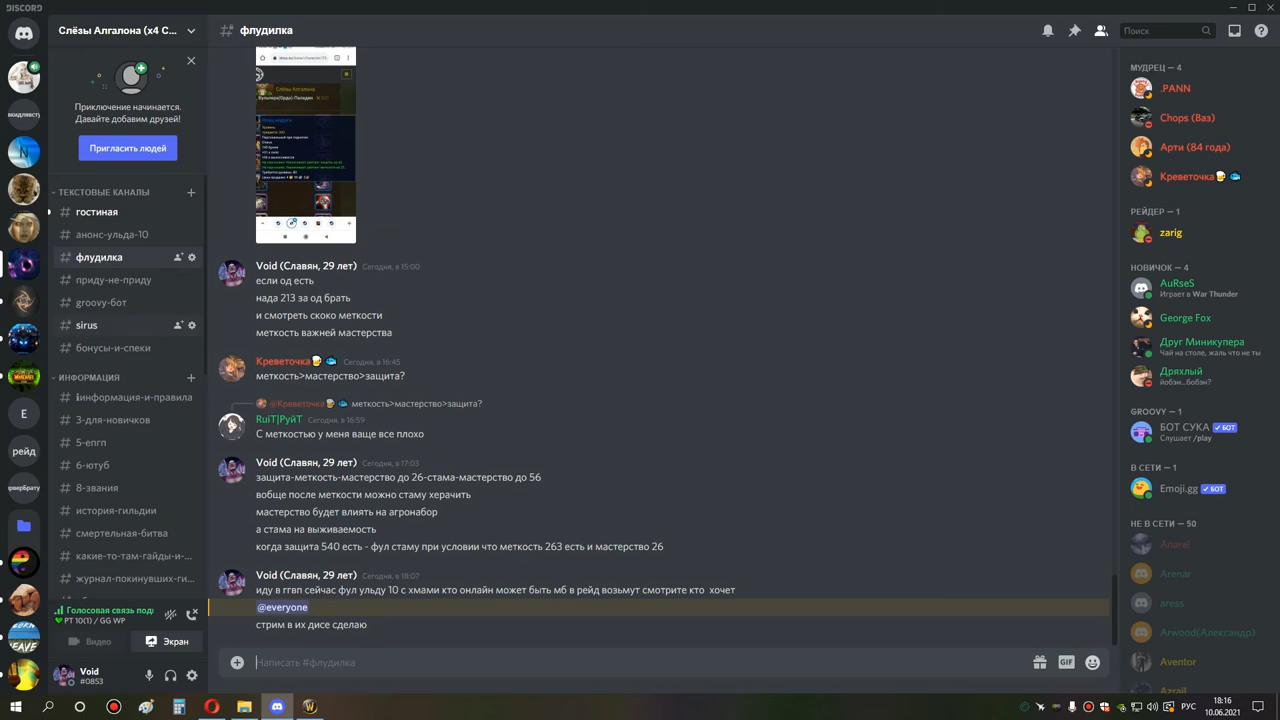 DISCORD
Слёзы Алгалона (x4 С...
Приключение начинается.
Давайте добавим друзей!
Пригласить людей
ТЕКСТОВЫЕ КАНАЛЫ
гостиная
анонс-ульда-10
флудилка
приду-не-приду
groovy-бот
sirus
бонусы-и-спеки
ИНФОРМАЦИЯ
информация-и-правила
3-для-новичков
5-епгп
6-ютуб
8-звания
история-гильдии
смертельная-битва
какие-то-там-гайды-и-...
журнал-покинувших-ги...
E
рейд
Голосовая связь подк
PT 10(1) / GG WP
Видео
Экран
Void
#0853
флудилка
Поиск
Слёзы Алгалона
Void (Славян, 29 лет) Сегодня, в 15:00
если од есть
нада 213 за од брать
и смотреть скоко меткости
меткость важней мастерства
Креветочка Сегодня, в 16:45
меткость>мастерство>защита?
@Креветочка меткость>мастерство>защита?
RuiT|РуйТ Сегодня, в 16:59
С меткостью у меня ваще все плохо
Void (Славян, 29 лет) Сегодня, в 17:03
защита-меткость-мастерство до 26-стама-мастерство до 56
вобще после меткости можно стаму херачить
мастерство будет влиять на агронабор
а стама на выживаемость
когда защита 540 есть - фул стаму при условии что меткость 263 есть и мастерство 26
Void (Славян, 29 лет) Сегодня, в 18:07
иду в ггвп сейчас фул ульду 10 с хмами кто онлайн может быть мб в рейд возьмут смотрите кто хочет
@everyone
стрим в их дисе сделаю
Написать #флудилка
GIF
МУДРЕЦ — 4
.PANN
Chops (Ваз)
Арти (84 года)
Креветочка
РЕЙДЕР — 1
zarig
НОВИЧОК — 4
AuRseS
Играет в War Thunder
George Fox
Друг Миникупера
Чай на столе, жаль что не ты
Дряхлый
йобэн...бобэн?
GROOVY — 1
БОТ СУКА БОТ
Слушает /play
В СЕТИ — 1
Emoji.gg БОТ
НЕ В СЕТИ — 50
Anarel
Arenar
aress
Arwood(Александр)
Aventor
Azrail
РУС
18:16
10.06.2021